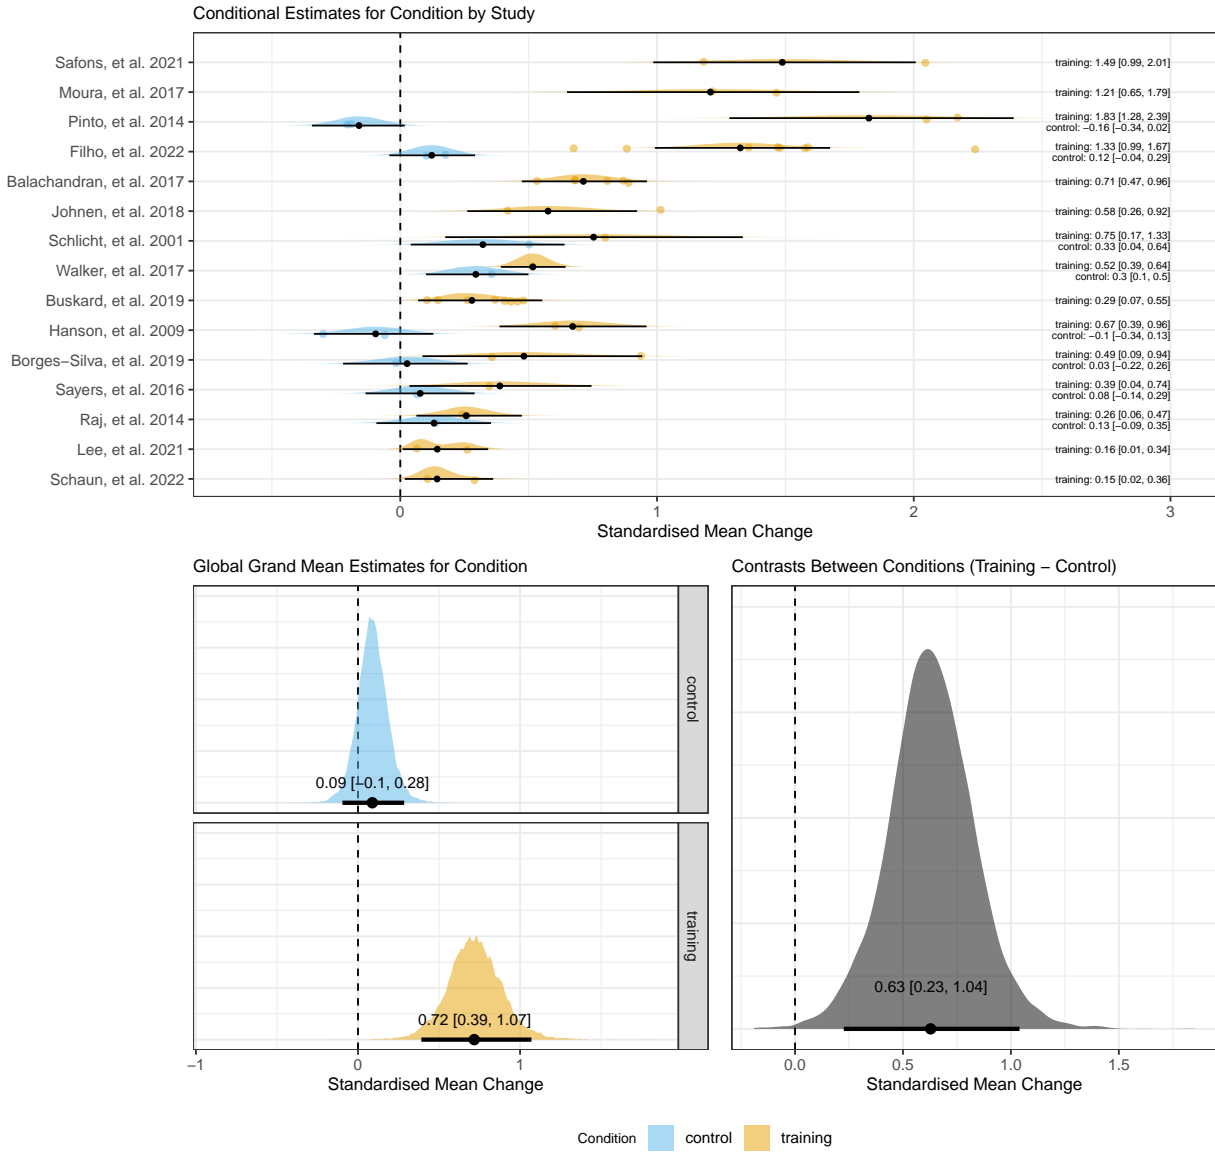 Conditional Estimates for Condition by Study
Safons, et al. 2021
training: 1.49 [0.99, 2.01]
Moura, et al. 2017
training: 1.21 [0.65, 1.79]
Pinto, et al. 2014
training: 1.83 [1.28, 2.39]
control: −0.16 [−0.34, 0.02]
Filho, et al. 2022
training: 1.33 [0.99, 1.67]
control: 0.12 [−0.04, 0.29]
Balachandran, et al. 2017
training: 0.71 [0.47, 0.96]
Johnen, et al. 2018
training: 0.58 [0.26, 0.92]
Schlicht, et al. 2001
training: 0.75 [0.17, 1.33]
control: 0.33 [0.04, 0.64]
Walker, et al. 2017
training: 0.52 [0.39, 0.64]
control: 0.3 [0.1, 0.5]
Buskard, et al. 2019
training: 0.29 [0.07, 0.55]
Hanson, et al. 2009
training: 0.67 [0.39, 0.96]
control: −0.1 [−0.34, 0.13]
Borges−Silva, et al. 2019
training: 0.49 [0.09, 0.94]
control: 0.03 [−0.22, 0.26]
Sayers, et al. 2016
training: 0.39 [0.04, 0.74]
control: 0.08 [−0.14, 0.29]
Raj, et al. 2014
training: 0.26 [0.06, 0.47]
control: 0.13 [−0.09, 0.35]
Lee, et al. 2021
training: 0.16 [0.01, 0.34]
Schaun, et al. 2022
training: 0.15 [0.02, 0.36]
0 1 2 3
Standardised Mean Change
Global Grand Mean Estimates for Condition
control
0.09 [−0.1, 0.28]
training
0.72 [0.39, 1.07]
−1 0 1
Standardised Mean Change
Contrasts Between Conditions (Training − Control)
0.63 [0.23, 1.04]
0.0 0.5 1.0 1.5
Standardised Mean Change
Condition control training